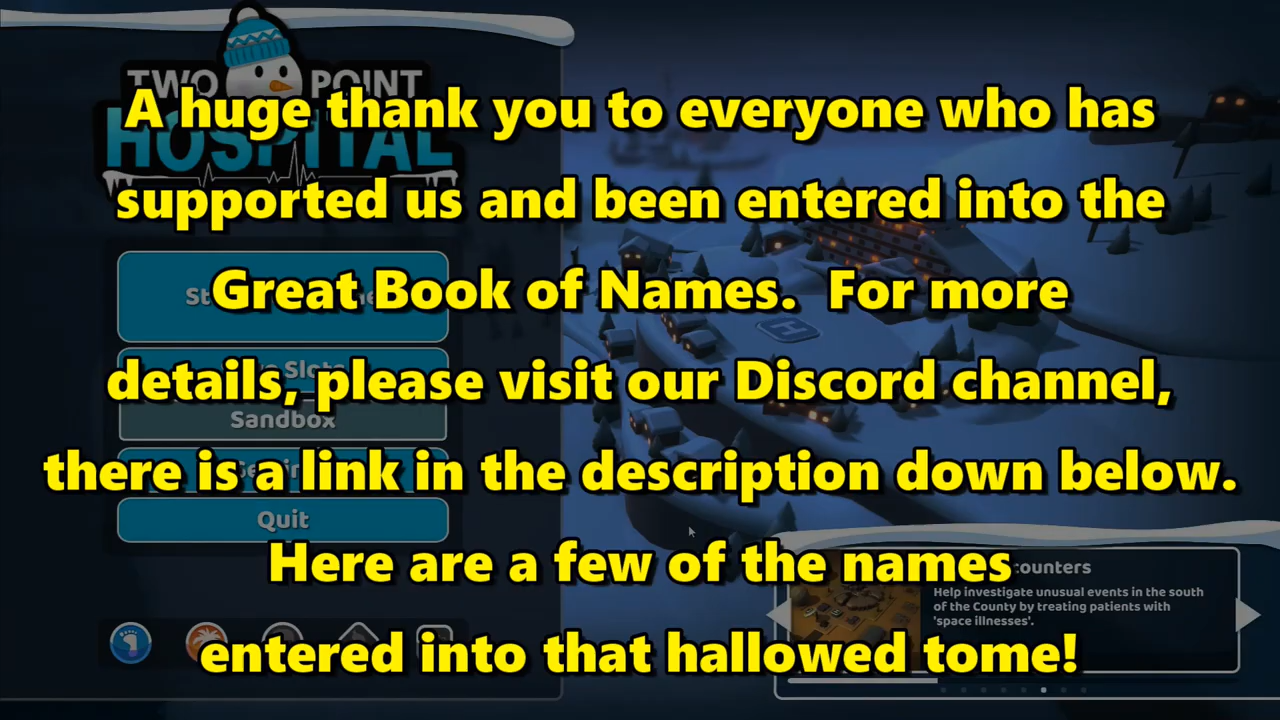 TWO POINT
HOSPITAL
A huge thank you to everyone who has
supported us and been entered into the
Great Book of Names.  For more
details, please visit our Discord channel,
there is a link in the description down below.
Here are a few of the names
entered into that hallowed tome!
Sandbox
Quit
Help investigate unusual events in the south
of the County by treating patients with
'space illnesses'.
H